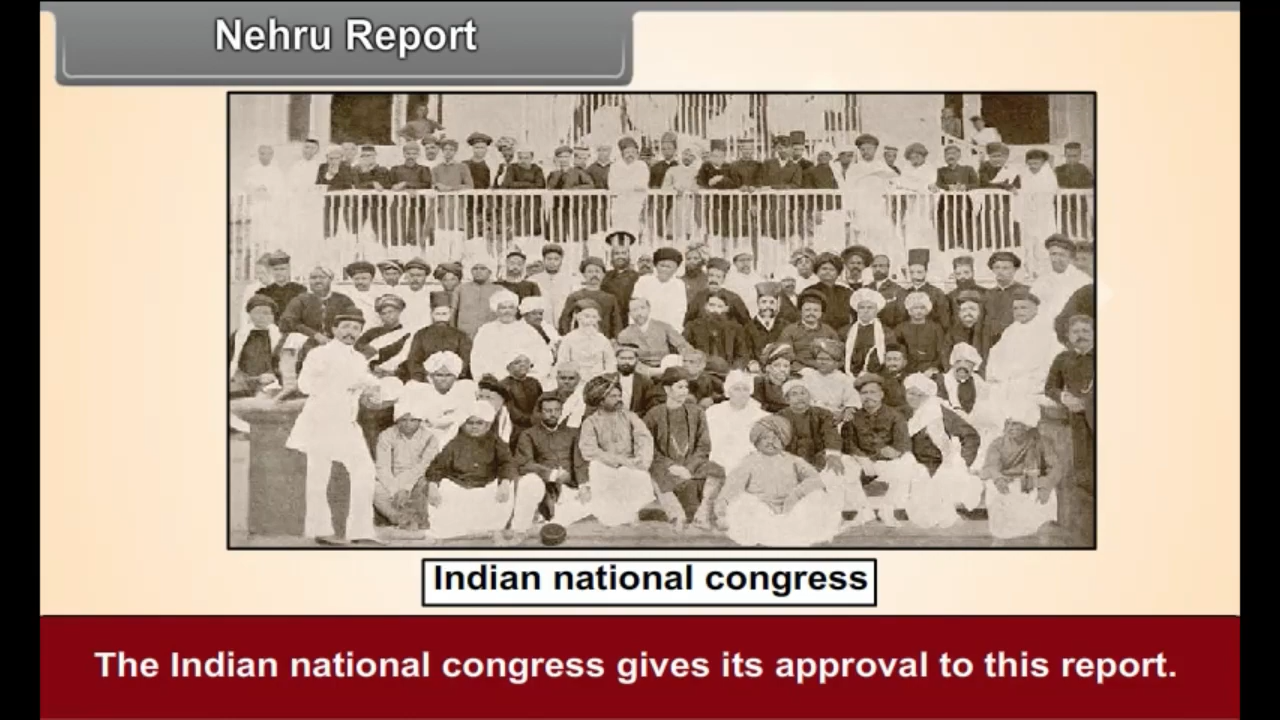 Nehru Report
Indian national congress
The Indian national congress gives its approval to this report.